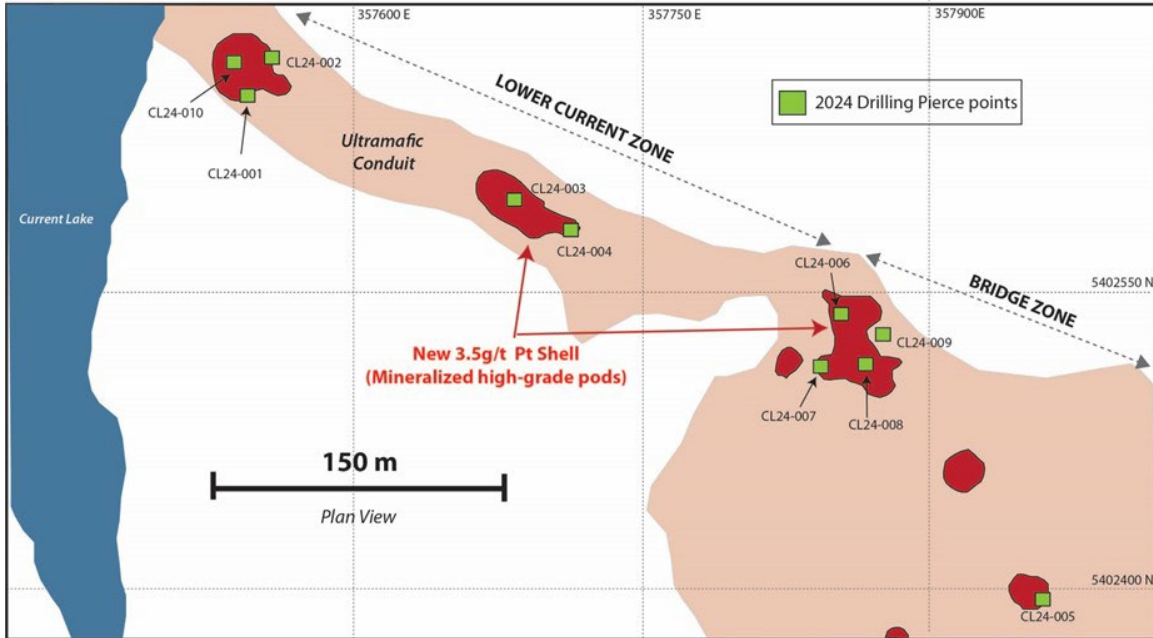 357600 E
357750 E
357900E
CL24-002
CL24-010
CL24-001
LOWER CURRENT ZONE
2024 Drilling Pierce points
Ultramafic
Conduit
Current Lake
CL24-003
CL24-004
CL24-006
5402550 N
BRIDGE ZONE
CL24-009
New 3.5g/t Pt Shell
(Mineralized high-grade pods)
CL24-007
CL24-008
150 m
Plan View
5402400 N
CL24-005